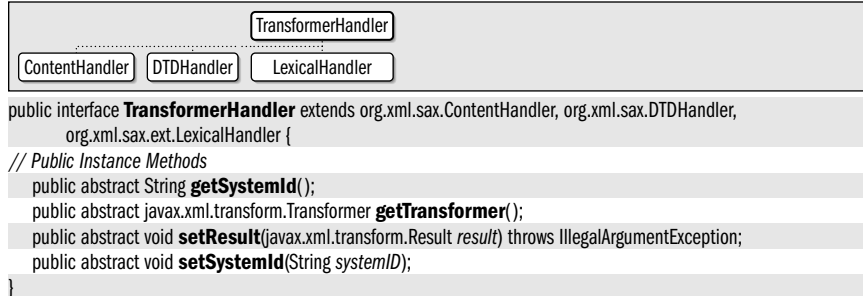 TransformerHandler
ContentHandler DTDHandler LexicalHandler
public interface TransformerHandler extends org.xml.sax.ContentHandler, org.xml.sax.DTDHandler,
org.xml.sax.ext.LexicalHandler {
// Public Instance Methods
public abstract String getSystemId( );
public abstract javax.xml.transform.Transformer getTransformer( );
public abstract void setResult(javax.xml.transform.Result result) throws IllegalArgumentException;
public abstract void setSystemId(String systemID);
}